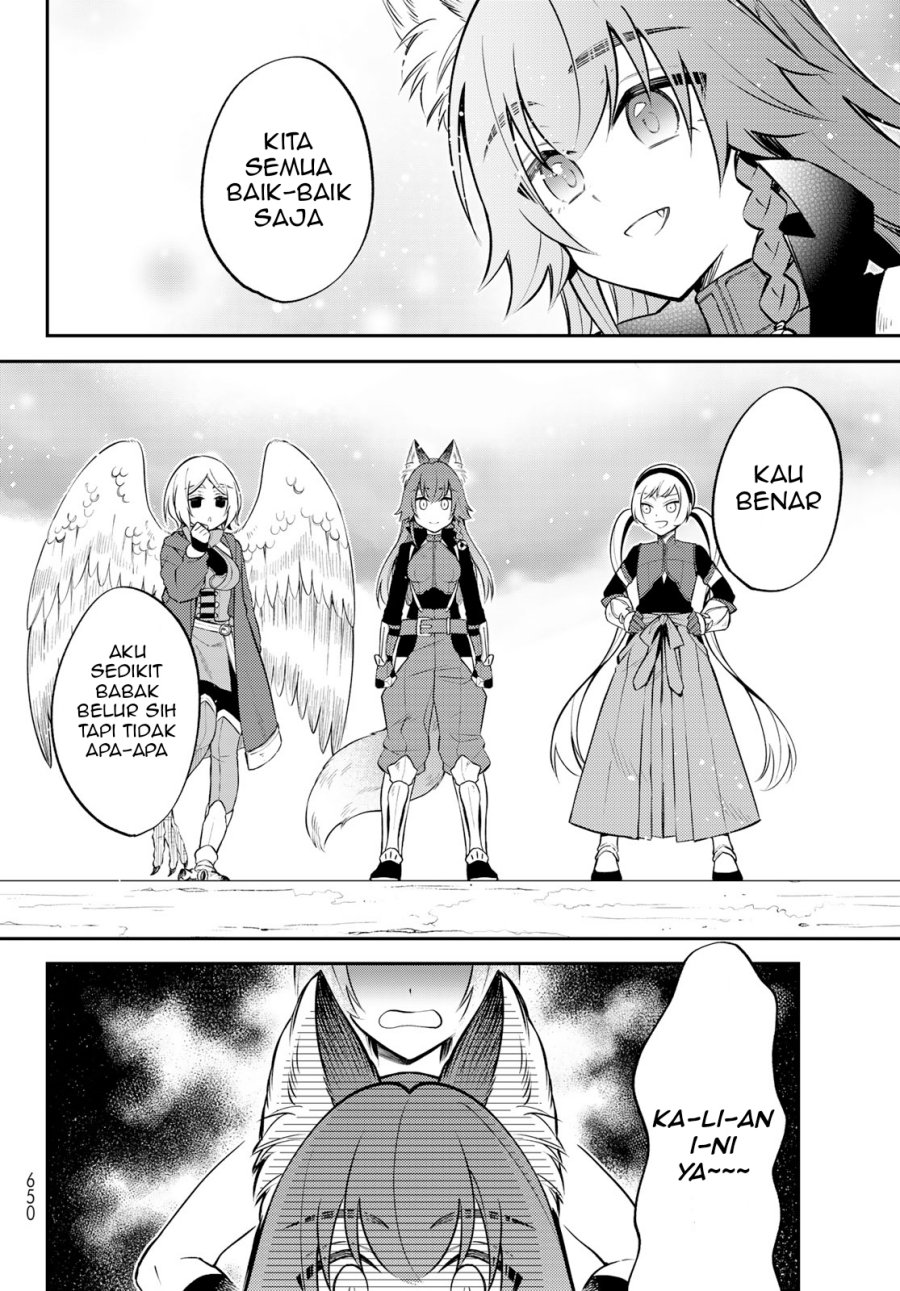 KITA
SEMUA
BAIK-BAIK
SAJA
KAU
BENAR
AKU
SEDIKIT
BABAK
BELUR SIH
TAPI TIDAK
APA-APA
KA-LI-AN
I-NI
YA~~~
650